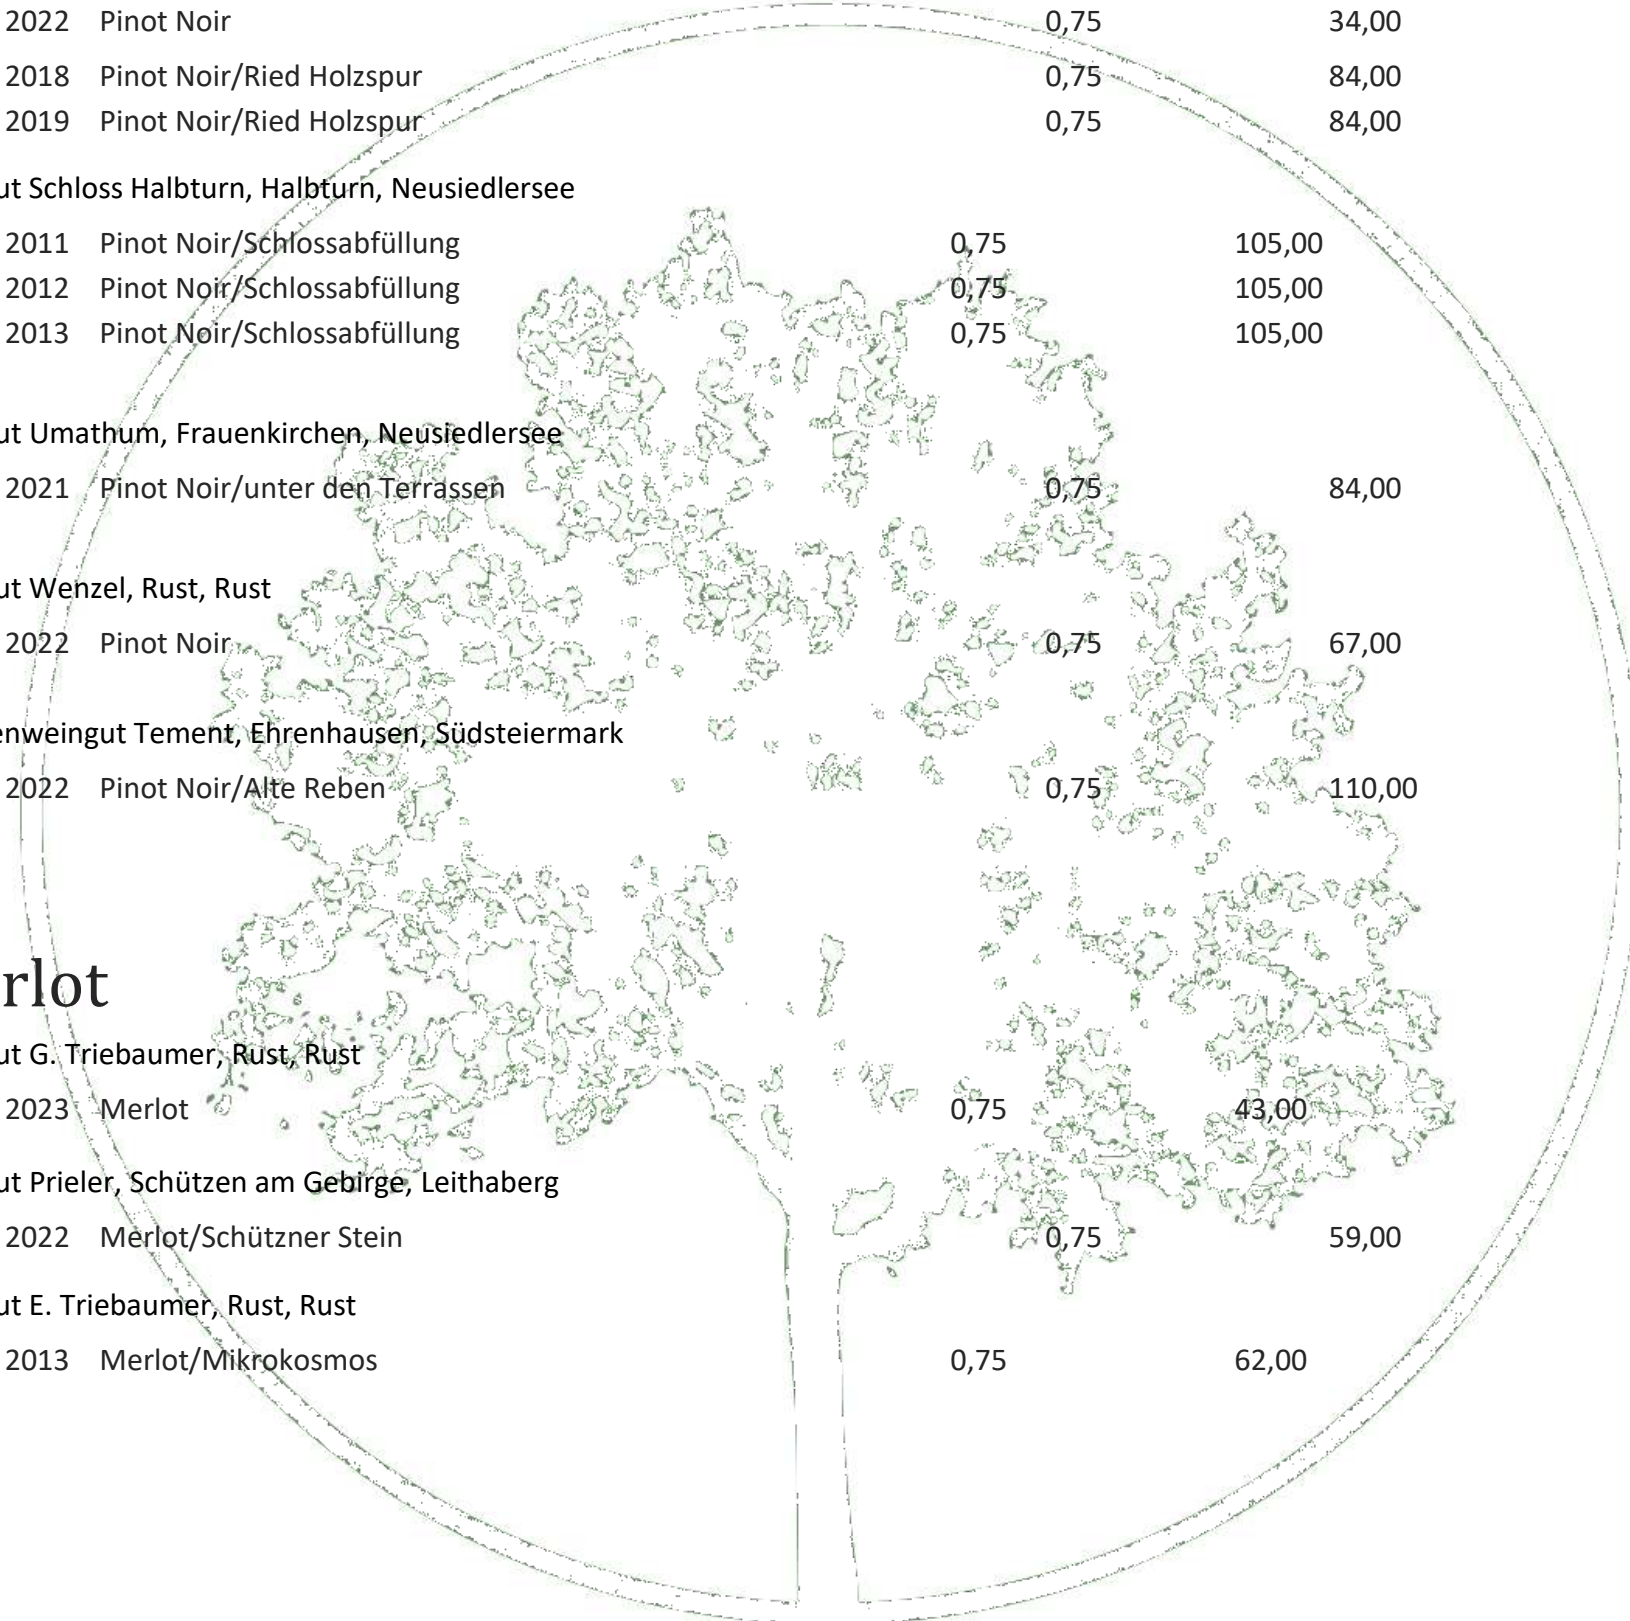 2022 Pinot Noir 0,75 34,00
2018 Pinot Noir/Ried Holzspur 0,75 84,00
2019 Pinot Noir/Ried Holzspur 0,75 84,00
ut Schloss Halbturn, Halbturn, Neusiedlersee
2011 Pinot Noir/Schlossabfüllung 0,75 105,00
2012 Pinot Noir/Schlossabfüllung 0,75 105,00
2013 Pinot Noir/Schlossabfüllung 0,75 105,00
ut Umathum, Frauenkirchen, Neusiedlersee
2021 Pinot Noir/unter den Terrassen 0,75 84,00
ut Wenzel, Rust, Rust
2022 Pinot Noir 0,75 67,00
enweingut Tement, Ehrenhausen, Südsteiermark
2022 Pinot Noir/Alte Reben 0,75 110,00
rlot
ut G. Triebaumer, Rust, Rust
2023 Merlot 0,75 43,00
ut Prieler, Schützen am Gebirge, Leithaberg
2022 Merlot/Schützner Stein 0,75 59,00
ut E. Triebaumer, Rust, Rust
2013 Merlot/Mikrokosmos 0,75 62,00